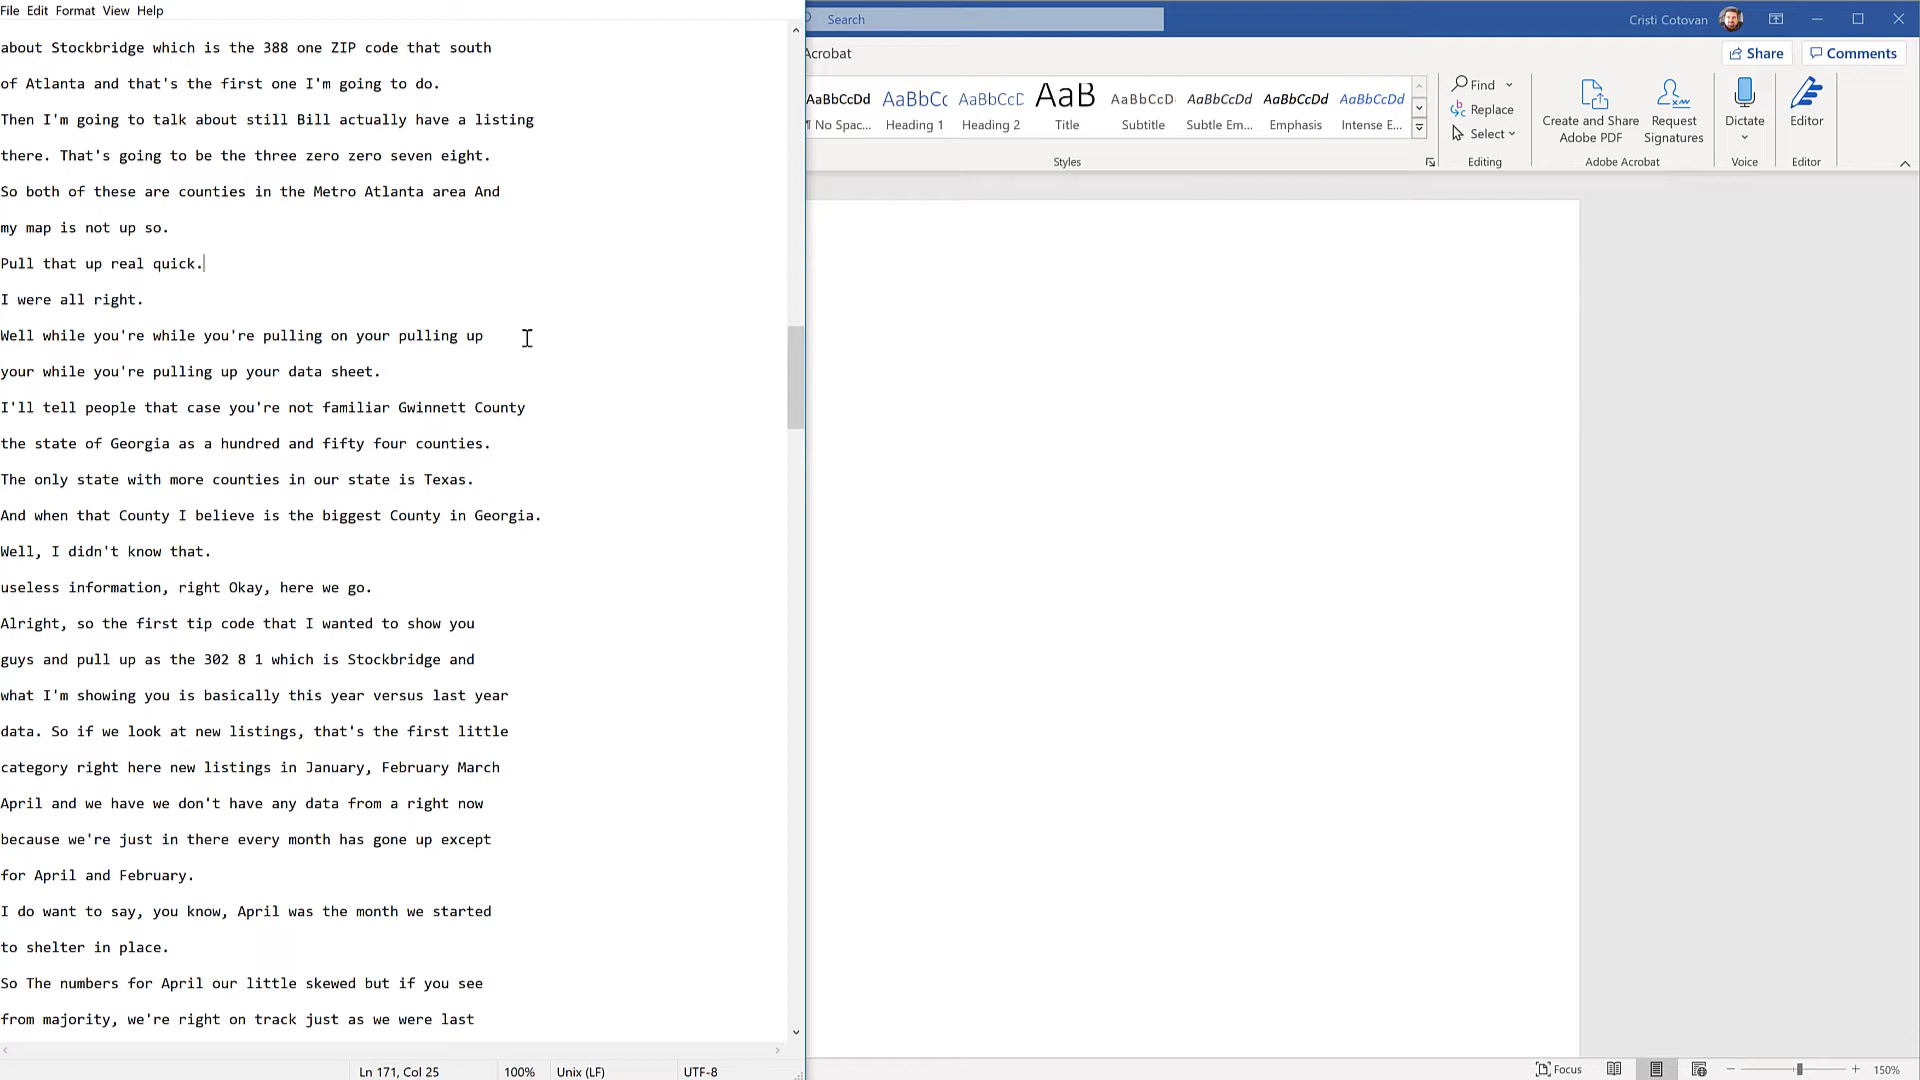 File Edit Format View Help
about Stockbridge which is the 388 one ZIP code that south
of Atlanta and that's the first one I'm going to do.
Then I'm going to talk about still Bill actually have a listing
there. That's going to be the three zero zero seven eight.
So both of these are counties in the Metro Atlanta area And
my map is not up so.
Pull that up real quick.
I were all right.
Well while you're while you're pulling on your pulling up
your while you're pulling up your data sheet.
I'll tell people that case you're not familiar Gwinnett County
the state of Georgia as a hundred and fifty four counties.
The only state with more counties in our state is Texas.
And when that County I believe is the biggest County in Georgia.
Well, I didn't know that.
useless information, right Okay, here we go.
Alright, so the first tip code that I wanted to show you
guys and pull up as the 302 8 1 which is Stockbridge and
what I'm showing you is basically this year versus last year
data. So if we look at new listings, that's the first little
category right here new listings in January, February March
April and we have we don't have any data from a right now
because we're just in there every month has gone up except
for April and February.
I do want to say, you know, April was the month we started
to shelter in place.
So The numbers for April our little skewed but if you see
from majority, we're right on track just as we were last
Ln 171, Col 25
100%
Unix (LF)
UTF-8
Search
Cristi Cotovan
Acrobat
Share
Comments
AaBbCcDd
AaBbCc
AaBbCcD
AaB
AaBbCcD
AaBbCcDd
AaBbCcDd
AaBbCcDd
¶ No Spac...
Heading 1
Heading 2
Title
Subtitle
Subtle Em...
Emphasis
Intense E...
Styles
Find
Replace
Select
Editing
Create and Share
Adobe PDF
Request
Signatures
Adobe Acrobat
Dictate
Voice
Editor
Editor
Focus
150%